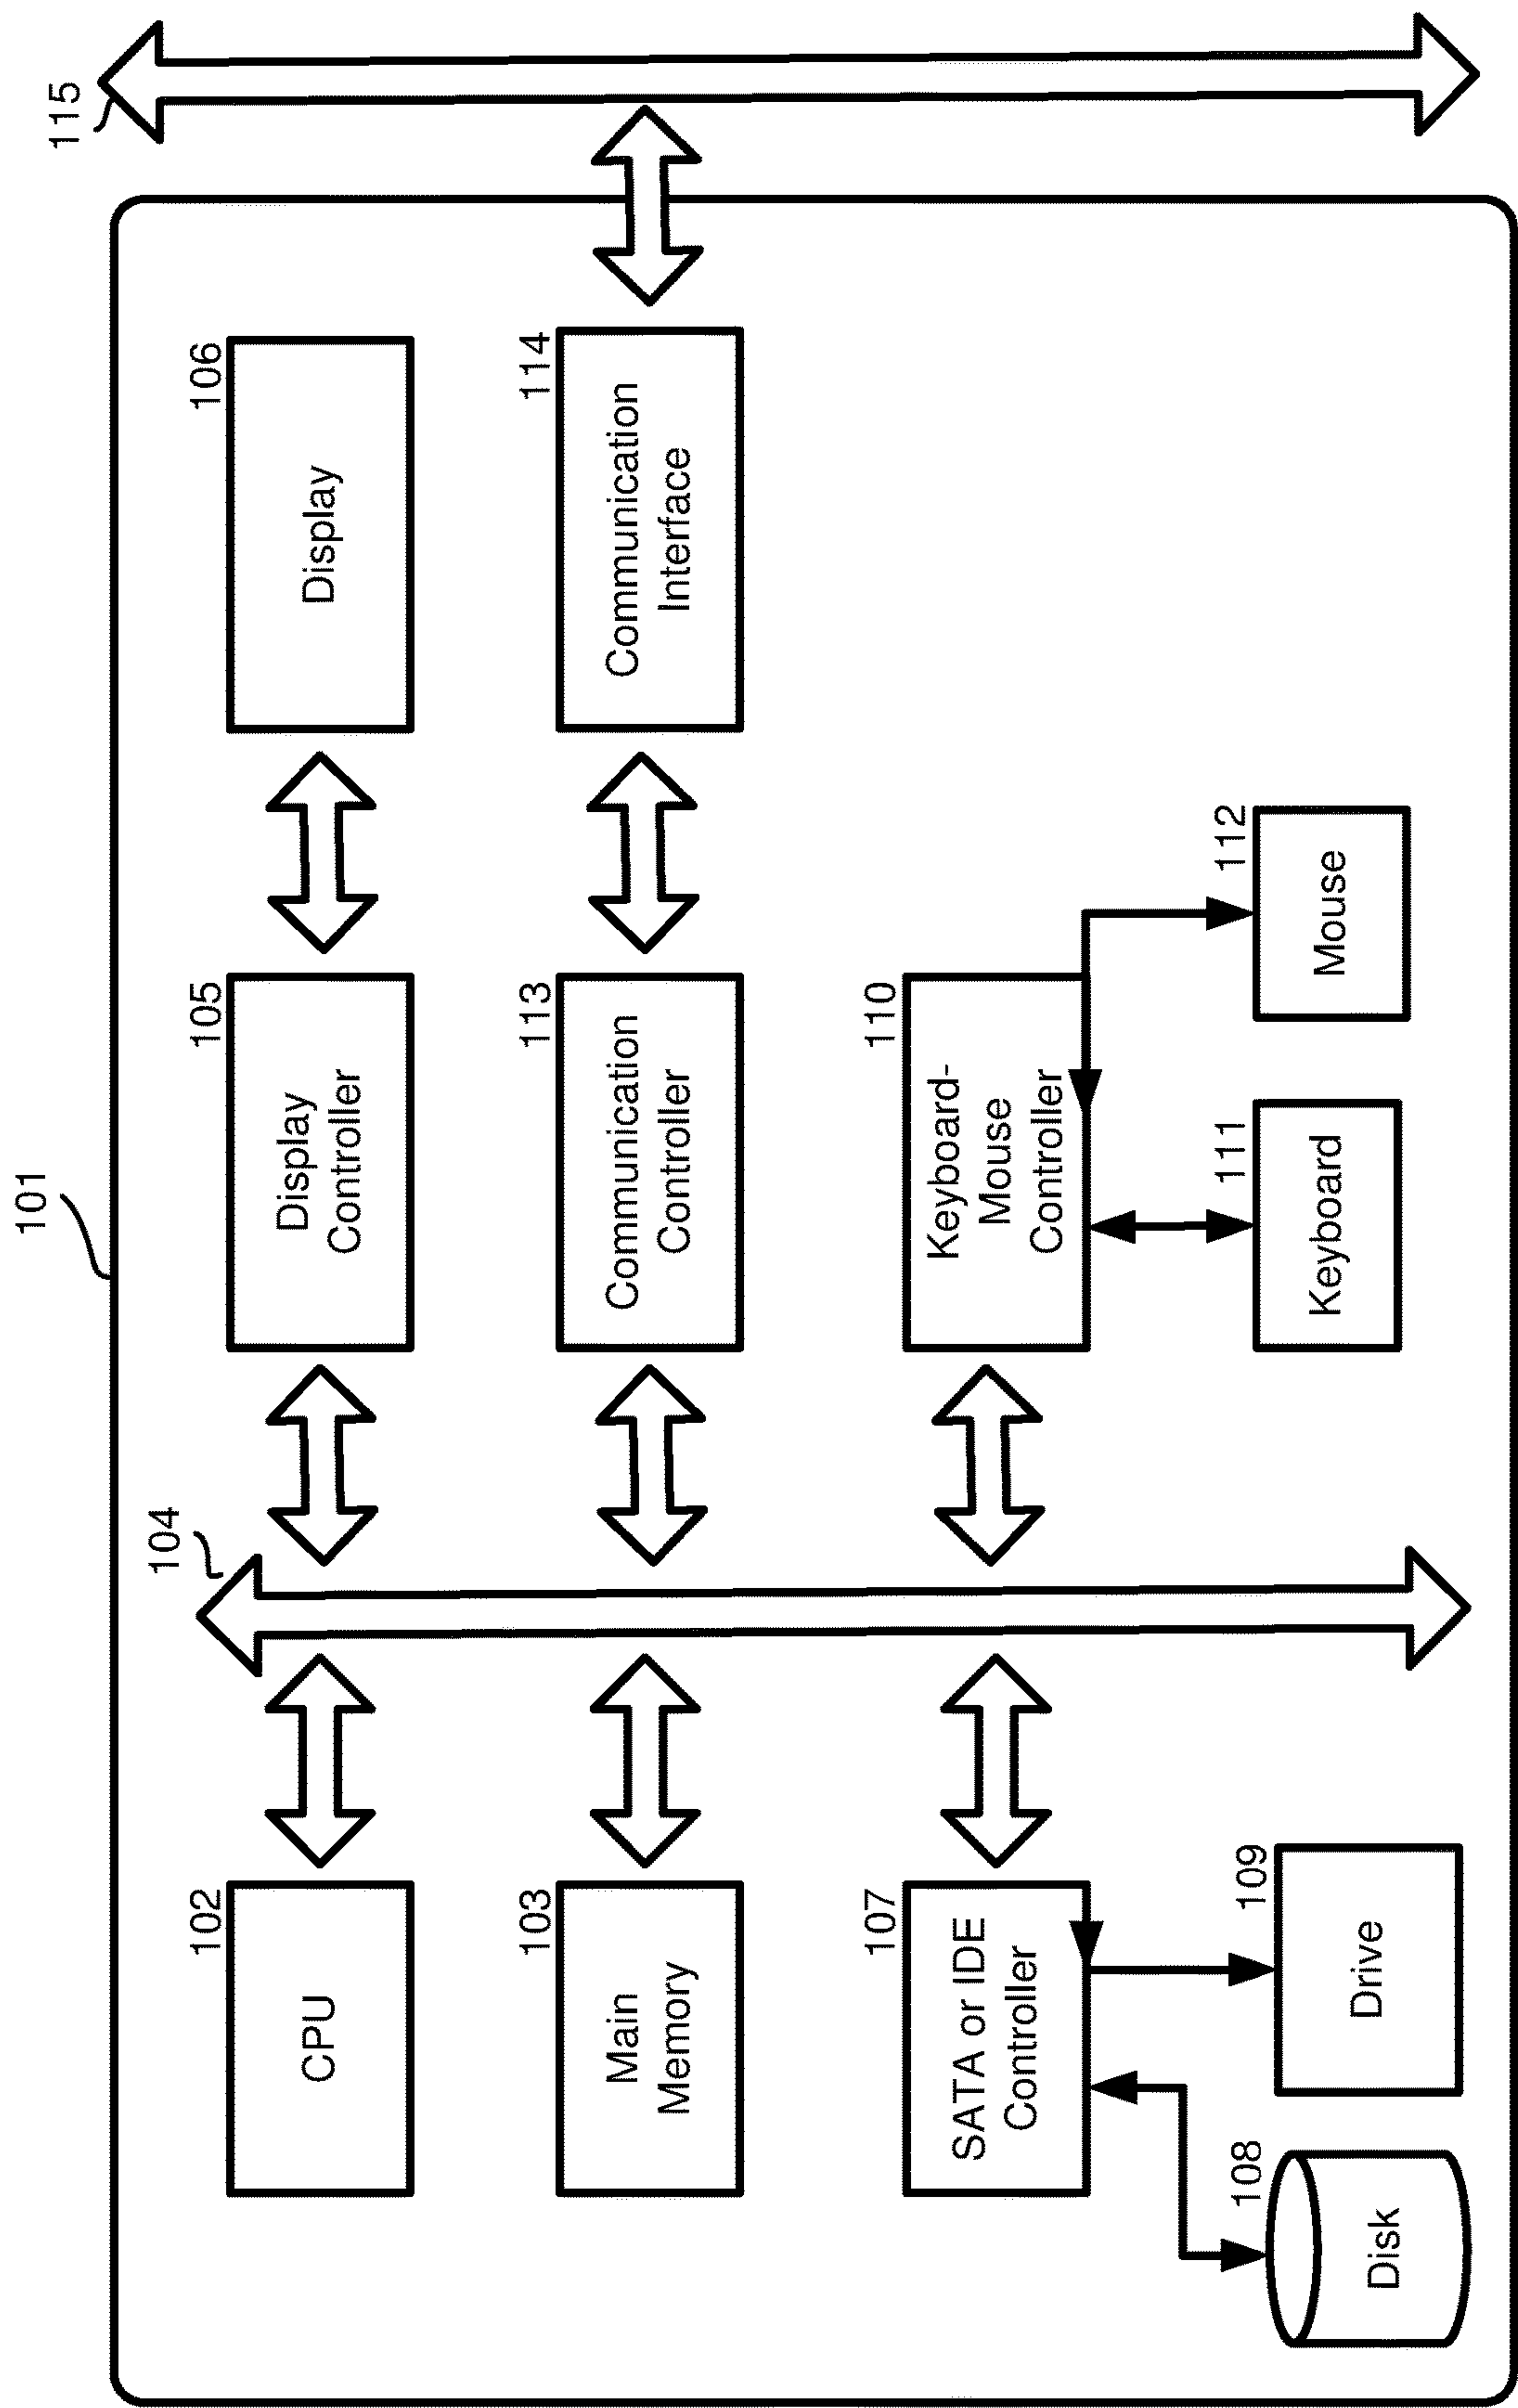 101
115
104
102
CPU
105
Display
Controller
106
Display
103
Main
Memory
113
Communication
Controller
114
Communication
Interface
107
SATA or IDE
Controller
110
Keyboard-
Mouse
Controller
108
Disk
109
Drive
111
Keyboard
112
Mouse